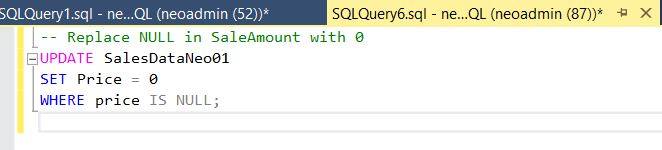 SQLQuery1.sql - ne...QL (neoadmin (52))*
SQLQuery6.sql - ne...QL (neoadmin (87))*
-- Replace NULL in SaleAmount with 0
UPDATE SalesDataNeo01
SET Price = 0
WHERE price IS NULL;